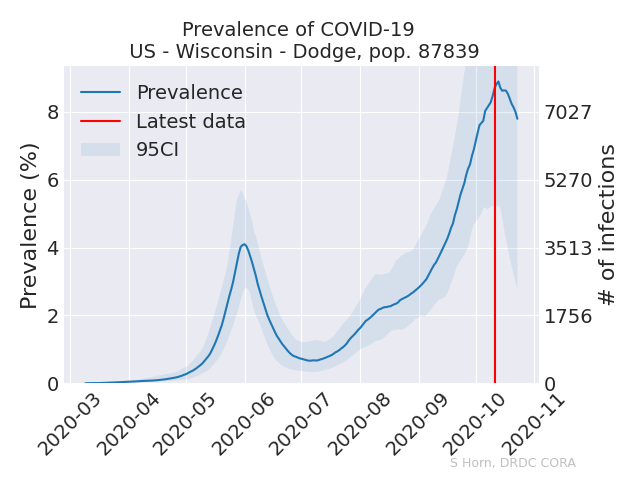 Prevalence of COVID-19
US - Wisconsin - Dodge, pop. 87839
Prevalence
Latest data
95CI
Prevalence (%)
8
6
4
2
0
7027
5270
3513
1756
0
# of infections
2020-03
2020-04
2020-05
2020-06
2020-07
2020-08
2020-09
2020-10
2020-11
S Horn, DRDC CORA